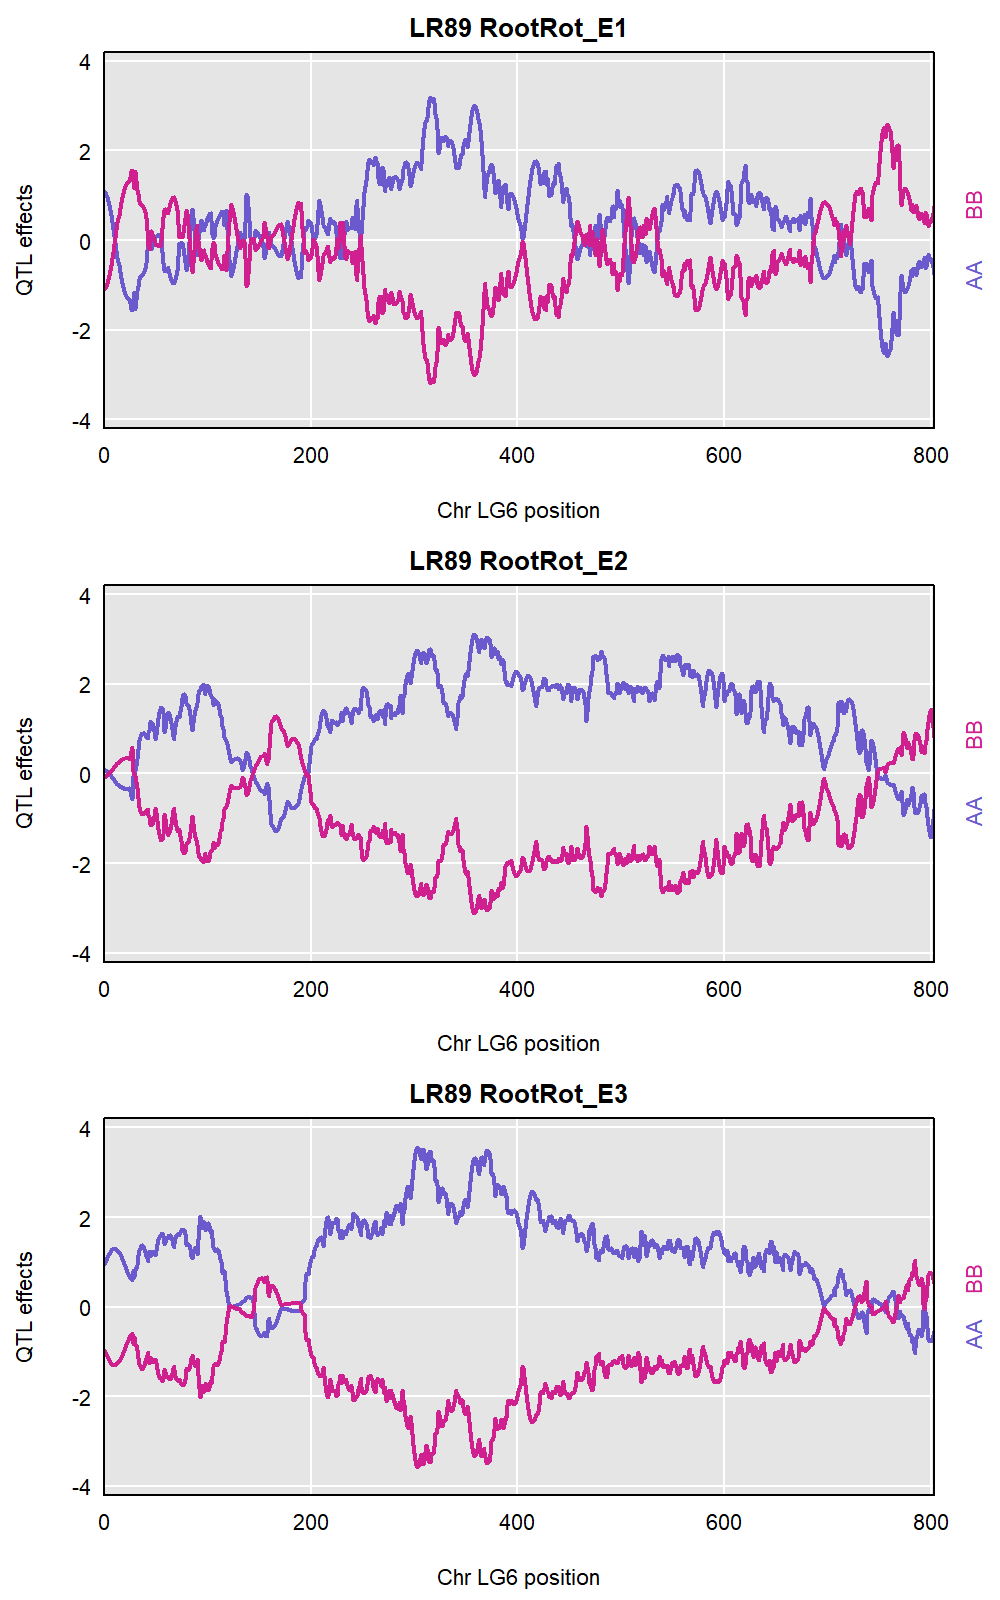 LR89 RootRot_E1
4
2
0
-2
-4
QTL effects
BB
AA
0 200 400 600 800
Chr LG6 position
LR89 RootRot_E2
4
2
0
-2
-4
QTL effects
BB
AA
0 200 400 600 800
Chr LG6 position
LR89 RootRot_E3
4
2
0
-2
-4
QTL effects
BB
AA
0 200 400 600 800
Chr LG6 position